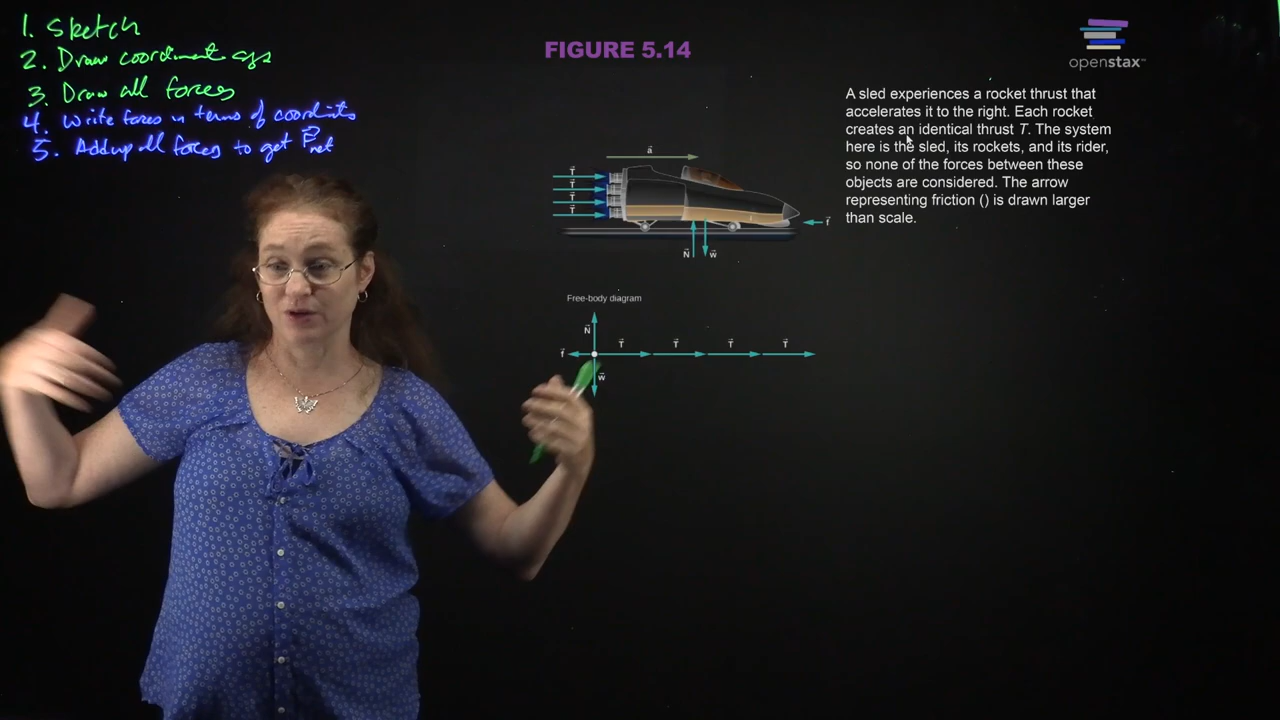 1. Sketch
2. Draw coordinate sys
3. Draw all forces
4. Write forces in terms of coordinates
5. Add up all forces to get F net
FIGURE 5.14
openstax™
A sled experiences a rocket thrust that
accelerates it to the right. Each rocket
creates an identical thrust T. The system
here is the sled, its rockets, and its rider,
so none of the forces between these
objects are considered. The arrow
representing friction () is drawn larger
than scale.
a
T
T
T
T
f
N w
Free-body diagram
N
f T T T T
w